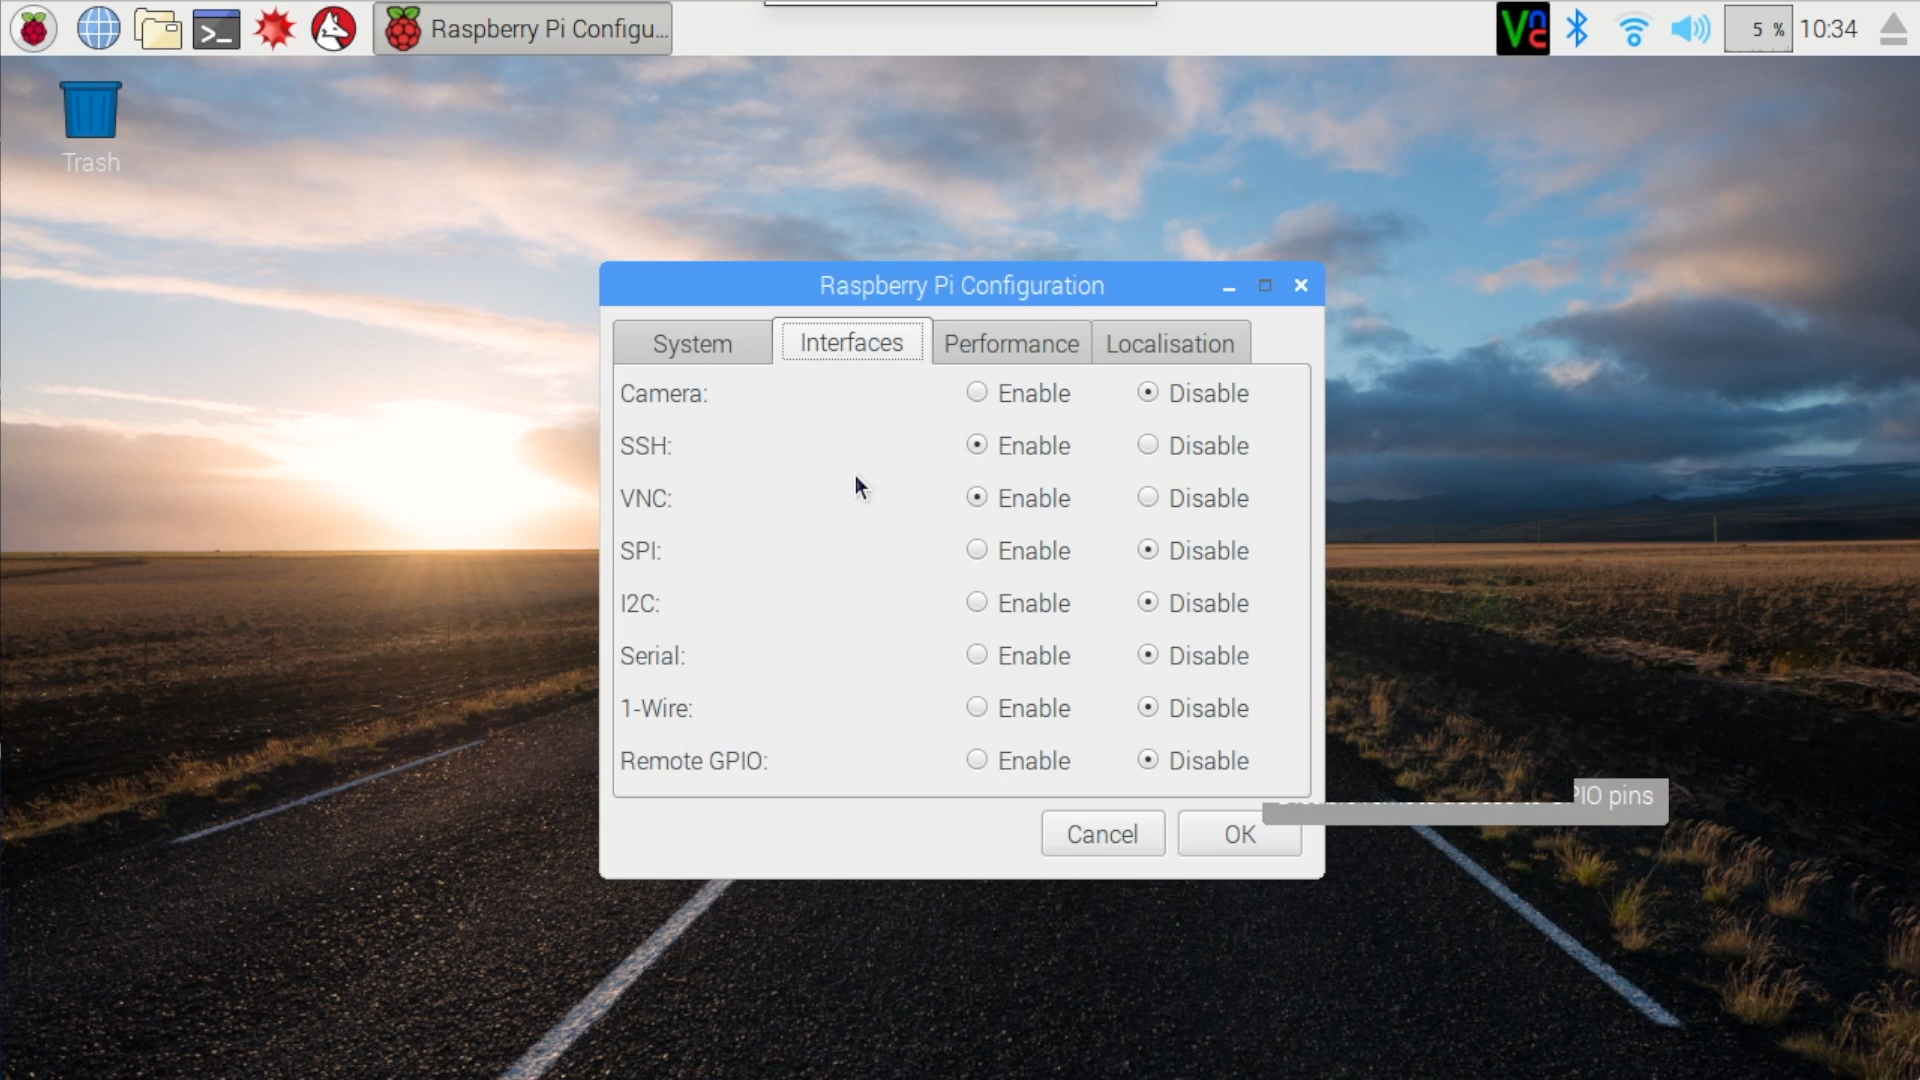 Raspberry Pi Configu...
VNC
5 %
10:34
Trash
Raspberry Pi Configuration
System
Interfaces
Performance
Localisation
Camera: Enable Disable
SSH: Enable Disable
VNC: Enable Disable
SPI: Enable Disable
I2C: Enable Disable
Serial: Enable Disable
1-Wire: Enable Disable
Remote GPIO: Enable Disable
pins
Cancel
OK